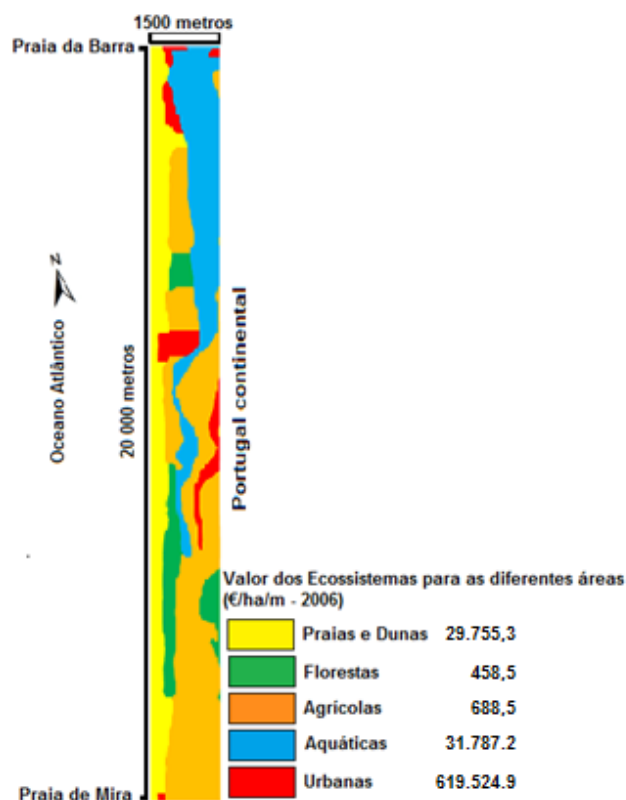 1500 metros
Praia da Barra
N
Oceano Atlântico
20 000 metros
Portugal continental
Valor dos Ecossistemas para as diferentes áreas
(€/ha/m - 2006)
Praias e Dunas 29.755,3
Florestas 458,5
Agrícolas 688,5
Aquáticas 31.787.2
Urbanas 619.524.9
Praia de Mira